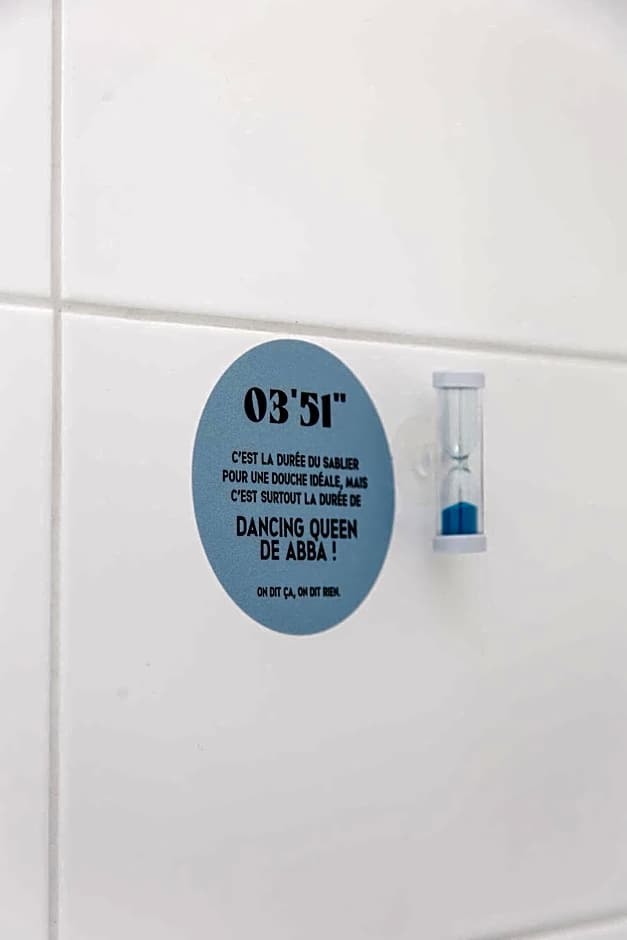 03'51"
C'EST LA DURÉE DU SABLIER
POUR UNE DOUCHE IDÉALE, MAIS
C'EST SURTOUT LA DURÉE DE
DANCING QUEEN
DE ABBA !
ON DIT ÇA, ON DIT RIEN.